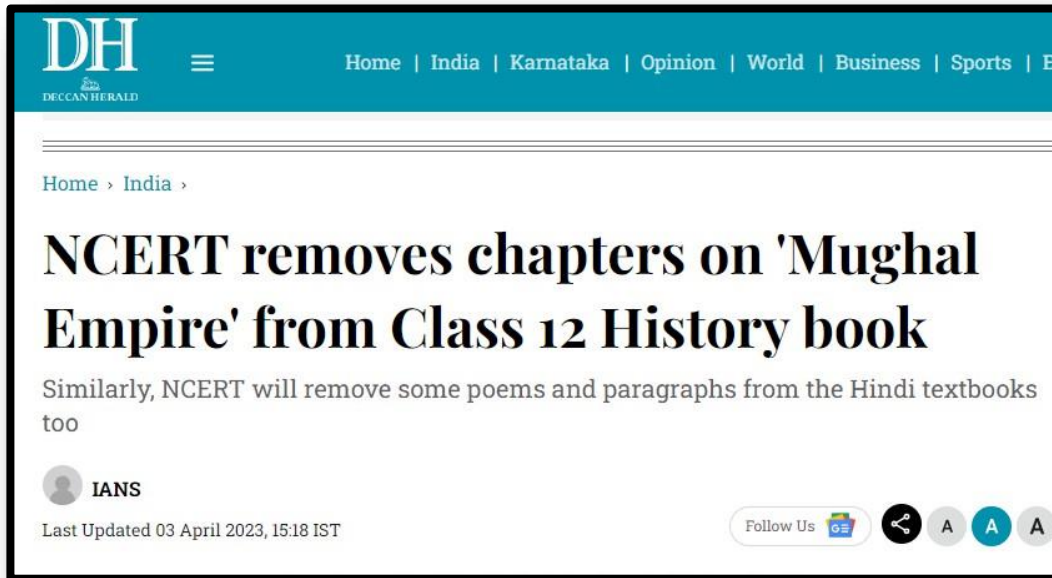 DH
DECCAN HERALD
Home | India | Karnataka | Opinion | World | Business | Sports |
Home › India ›
NCERT removes chapters on 'Mughal
Empire' from Class 12 History book
Similarly, NCERT will remove some poems and paragraphs from the Hindi textbooks
too
IANS
Last Updated 03 April 2023, 15:18 IST
Follow Us GE A A A